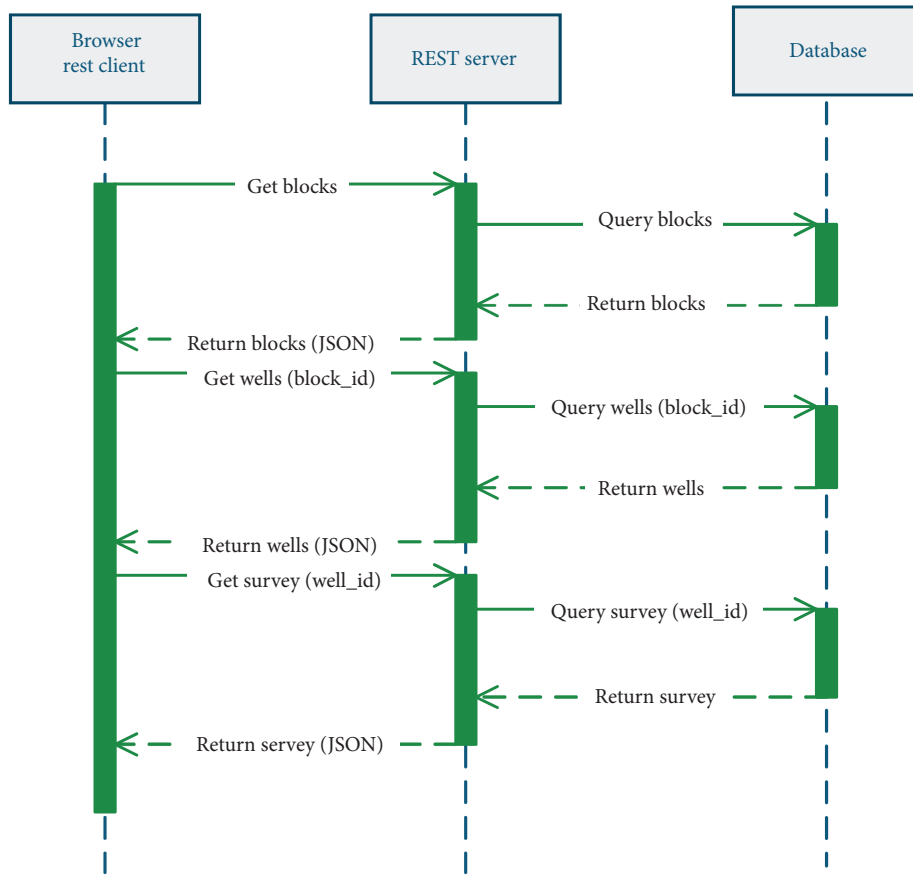 Browser
rest client
REST server
Database
Get blocks
Query blocks
Return blocks
Return blocks (JSON)
Get wells (block_id)
Query wells (block_id)
Return wells
Return wells (JSON)
Get survey (well_id)
Query survey (well_id)
Return survey
Return servey (JSON)